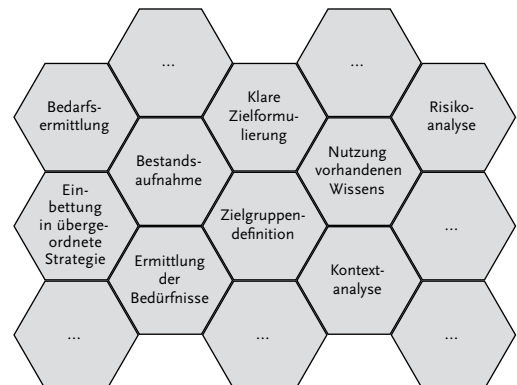 ...
...
Bedarfs-
ermittlung
Klare
Zielformu-
lierung
Risiko-
analyse
Bestands-
aufnahme
Nutzung
vorhandenen
Wissens
Ein-
bettung
in überge-
ordnete
Strategie
Zielgruppen-
definition
...
Ermittlung
der
Bedürfnisse
Kontext-
analyse
...
...
...